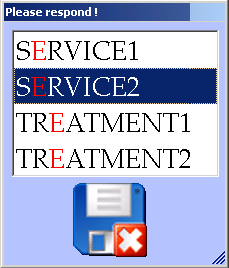 Please respond !
SERVICE1
SERVICE2
TREATMENT1
TREATMENT2